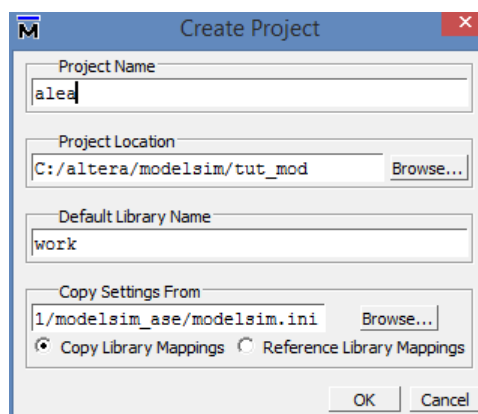 M
Create Project
×
Project Name
alea
Project Location
C:/altera/modelsim/tut_mod
Browse...
Default Library Name
work
Copy Settings From
1/modelsim_ase/modelsim.ini
Browse...
Copy Library Mappings
Reference Library Mappings
OK
Cancel